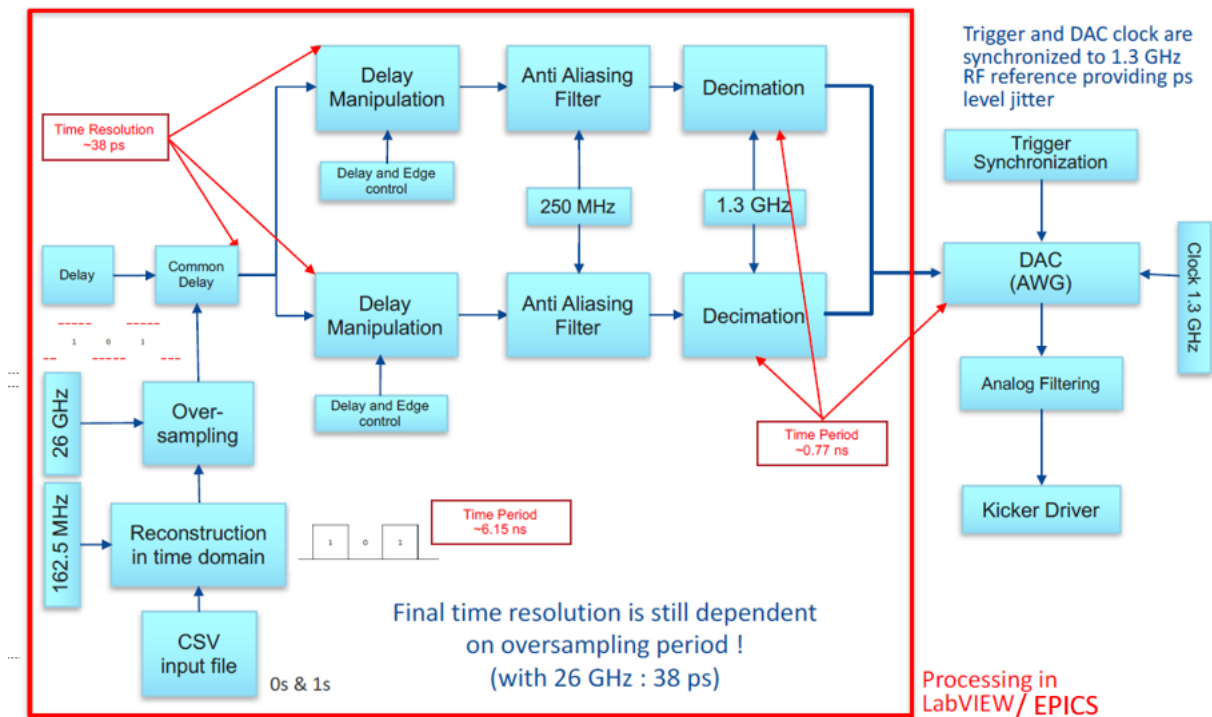 Trigger and DAC clock are
synchronized to 1.3 GHz
RF reference providing ps
level jitter
Time Resolution
~38 ps
Delay
Manipulation
Anti Aliasing
Filter
Decimation
Delay and Edge
control
250 MHz
1.3 GHz
Trigger
Synchronization
Delay
Common
Delay
Delay
Manipulation
Anti Aliasing
Filter
Decimation
DAC
(AWG)
Clock 1.3 GHz
1 0 1
Delay and Edge
control
Analog Filtering
26 GHz
Over-
sampling
Time Period
~0.77 ns
162.5 MHz
Reconstruction
in time domain
1 0 1
Time Period
~6.15 ns
Kicker Driver
CSV
input file
0s & 1s
Final time resolution is still dependent
on oversampling period !
(with 26 GHz : 38 ps)
Processing in
LabVIEW/ EPICS